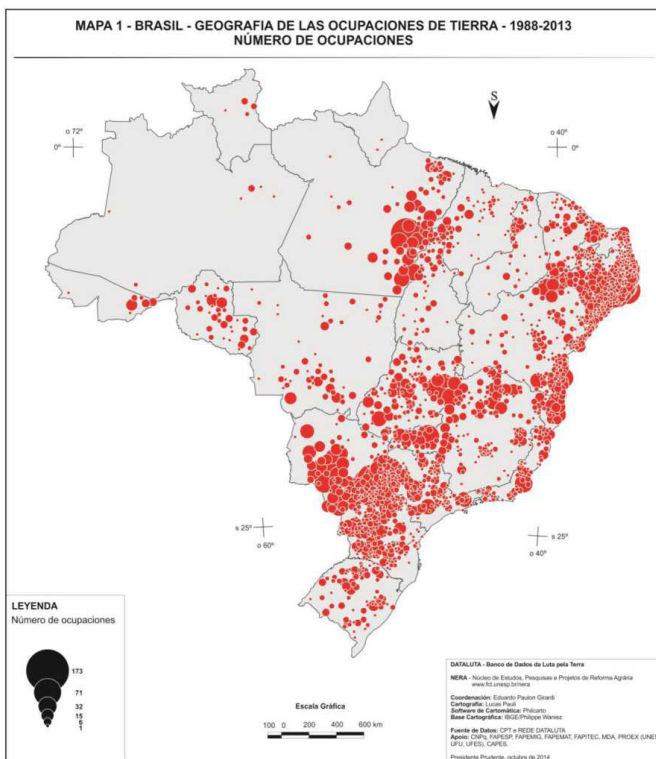 MAPA 1 - BRASIL - GEOGRAFIA DE LAS OCUPACIONES DE TIERRA - 1988-2013
NÚMERO DE OCUPACIONES
S
o 72º
0º
o 40º
0º
s 25º
o 60º
s 25º
o 40º
LEYENDA
Número de ocupaciones
173
71
32
15
6
1
Escala Gráfica
100 0 200 400 600 km
DATALUTA - Banco de Dados da Luta pela Terra
NERA - Núcleo de Estudos, Pesquisas e Projetos de Reforma Agrária
www.fct.unesp.br/nera
Coordenación: Eduardo Paulon Girardi
Cartografía: Lucas Pauli
Software de Cartomática: Philcarto
Base Cartográfica: IBGE/Philippe Waniez
Fuente de Datos: CPT e REDE DATALUTA
Apoio: CNPq, FAPESP, FAPEMIG, FAPEMAT, FAPITEC, MDA, PROEX (UNES
UFU, UFES), CAPES.
Presidente Prudente, octubre de 2014